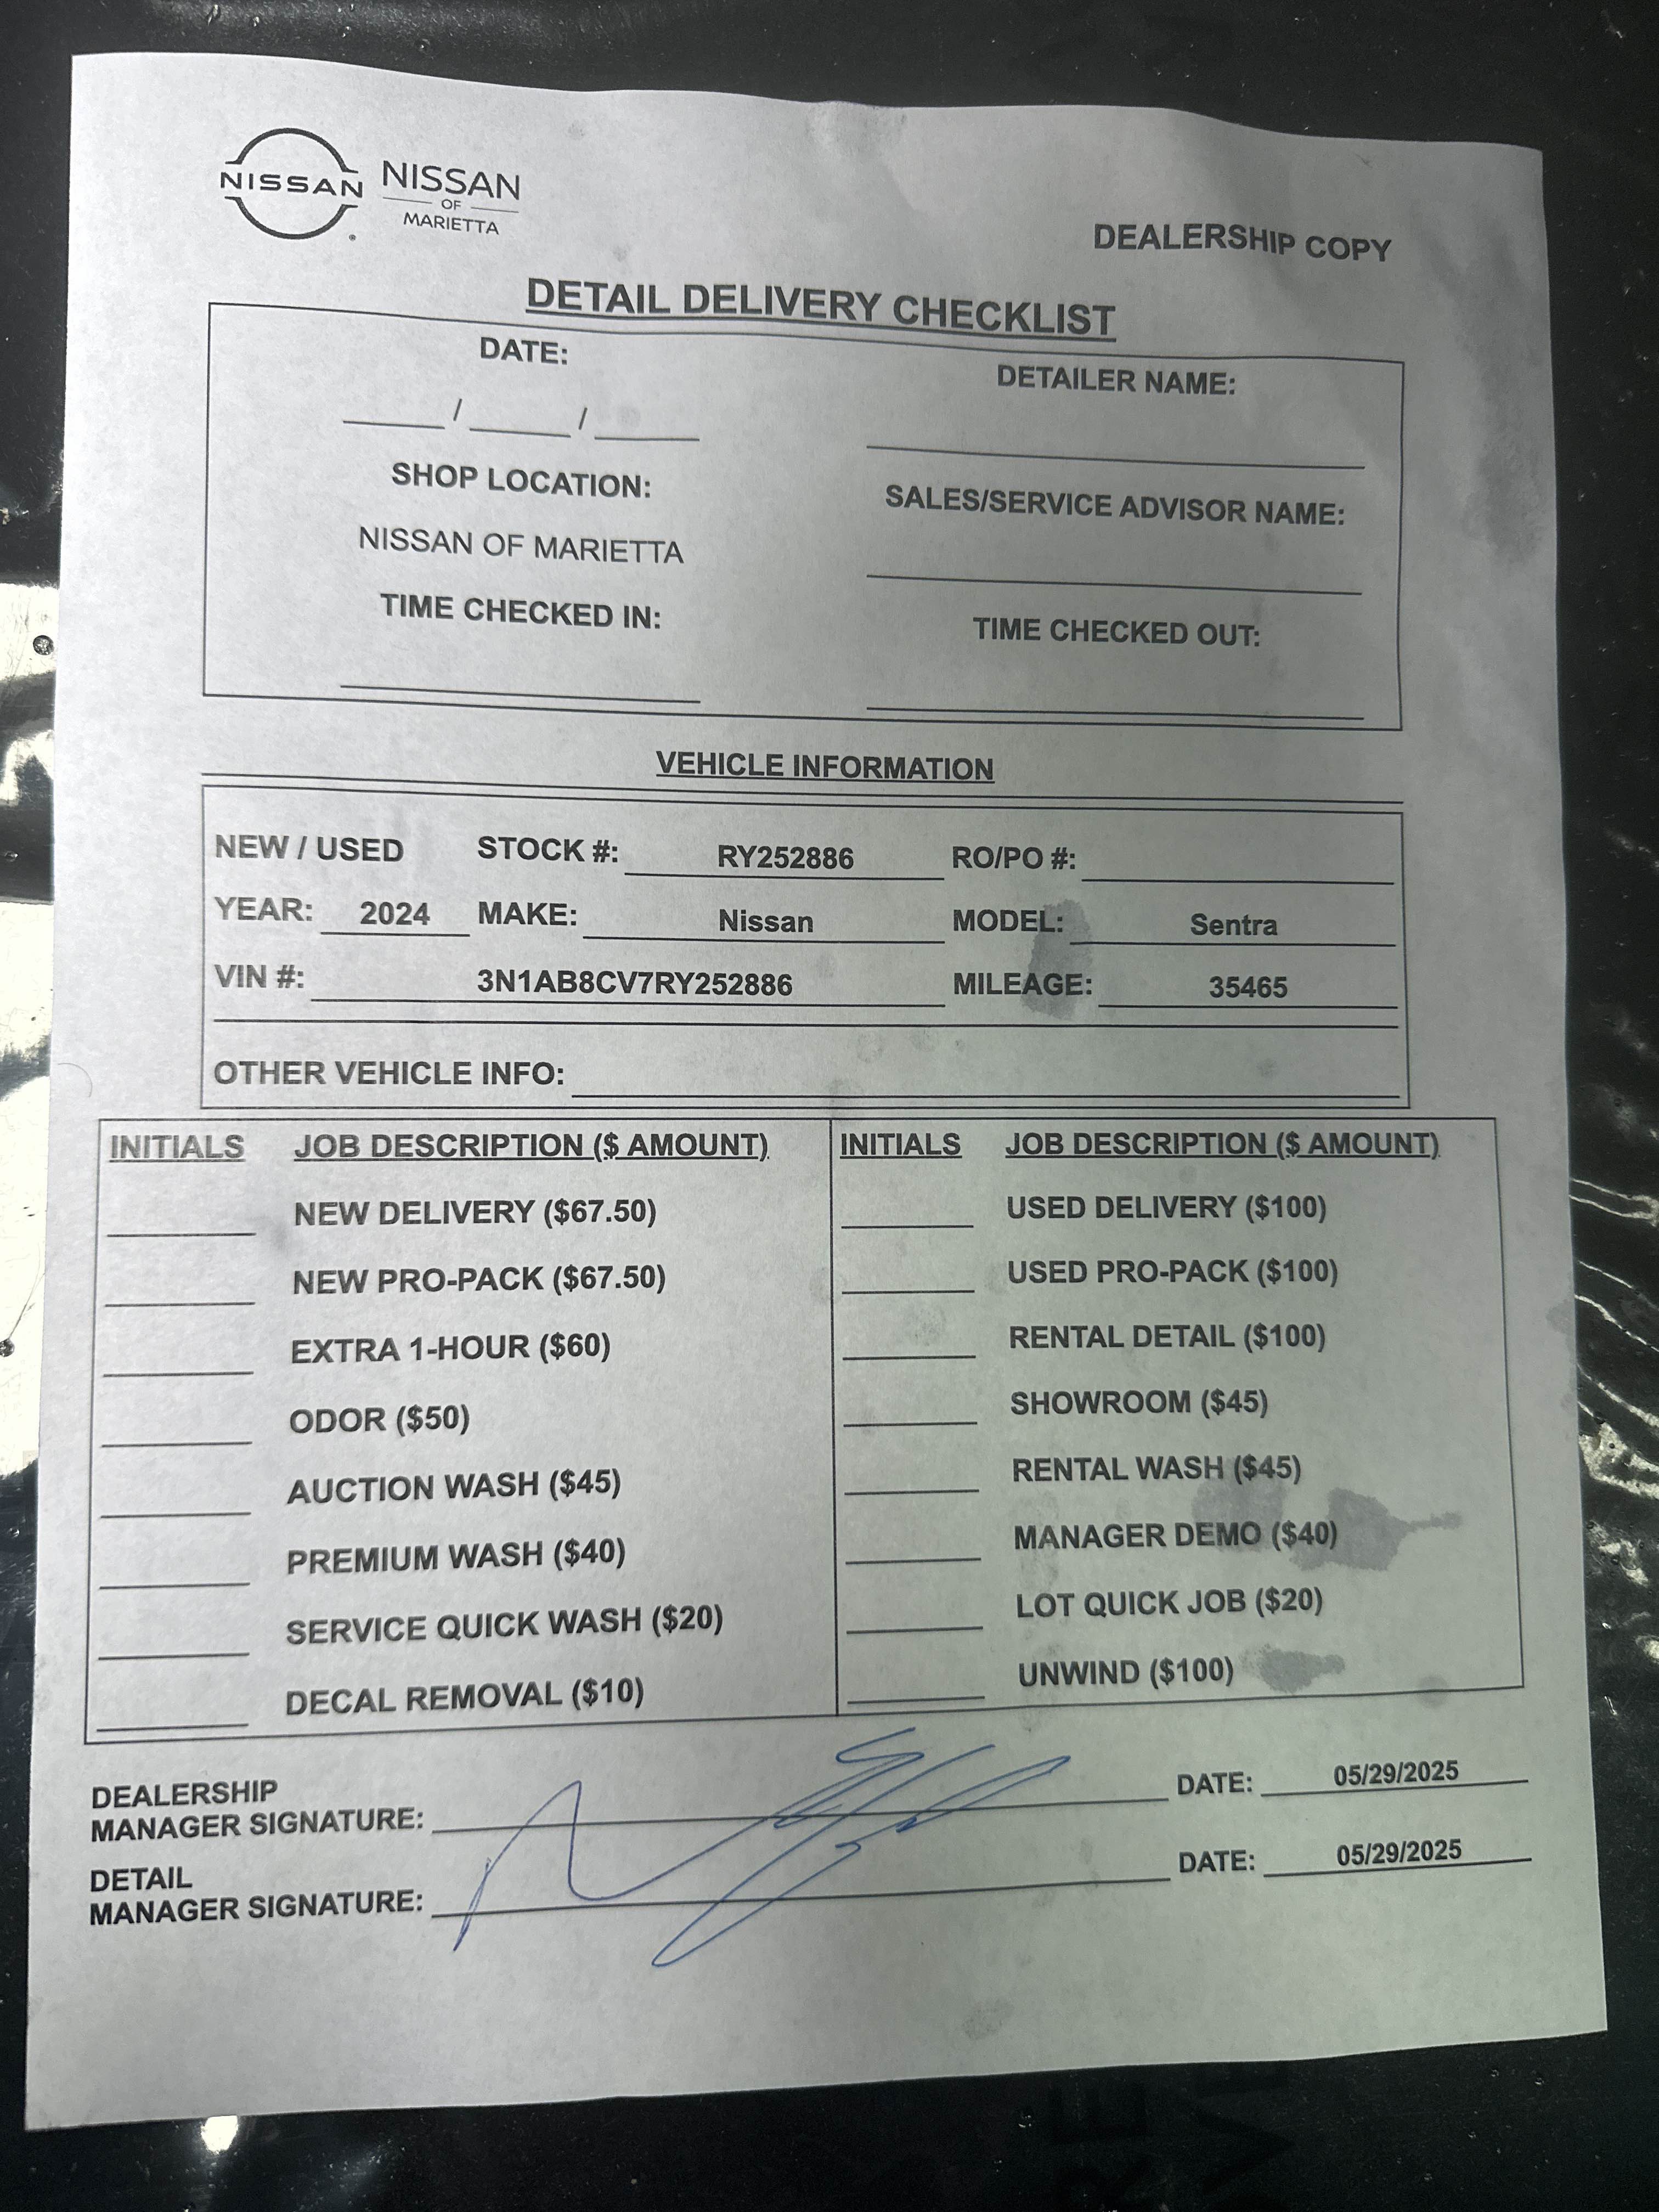 NISSAN
NISSAN
OF
MARIETTA
DEALERSHIP COPY
DETAIL DELIVERY CHECKLIST
DATE:
DETAILER NAME:
____ / ____ / ____
SHOP LOCATION:
SALES/SERVICE ADVISOR NAME:
NISSAN OF MARIETTA
TIME CHECKED IN:
TIME CHECKED OUT:
VEHICLE INFORMATION
NEW / USED STOCK #: RY252886 RO/PO #:
YEAR: 2024 MAKE: Nissan MODEL: Sentra
VIN #: 3N1AB8CV7RY252886 MILEAGE: 35465
OTHER VEHICLE INFO:
INITIALS JOB DESCRIPTION ($ AMOUNT) INITIALS JOB DESCRIPTION ($ AMOUNT)
NEW DELIVERY ($67.50) USED DELIVERY ($100)
NEW PRO-PACK ($67.50) USED PRO-PACK ($100)
EXTRA 1-HOUR ($60) RENTAL DETAIL ($100)
ODOR ($50) SHOWROOM ($45)
AUCTION WASH ($45) RENTAL WASH ($45)
PREMIUM WASH ($40) MANAGER DEMO ($40)
SERVICE QUICK WASH ($20) LOT QUICK JOB ($20)
DECAL REMOVAL ($10) UNWIND ($100)
DEALERSHIP
MANAGER SIGNATURE: DATE: 05/29/2025
DETAIL
MANAGER SIGNATURE: DATE: 05/29/2025